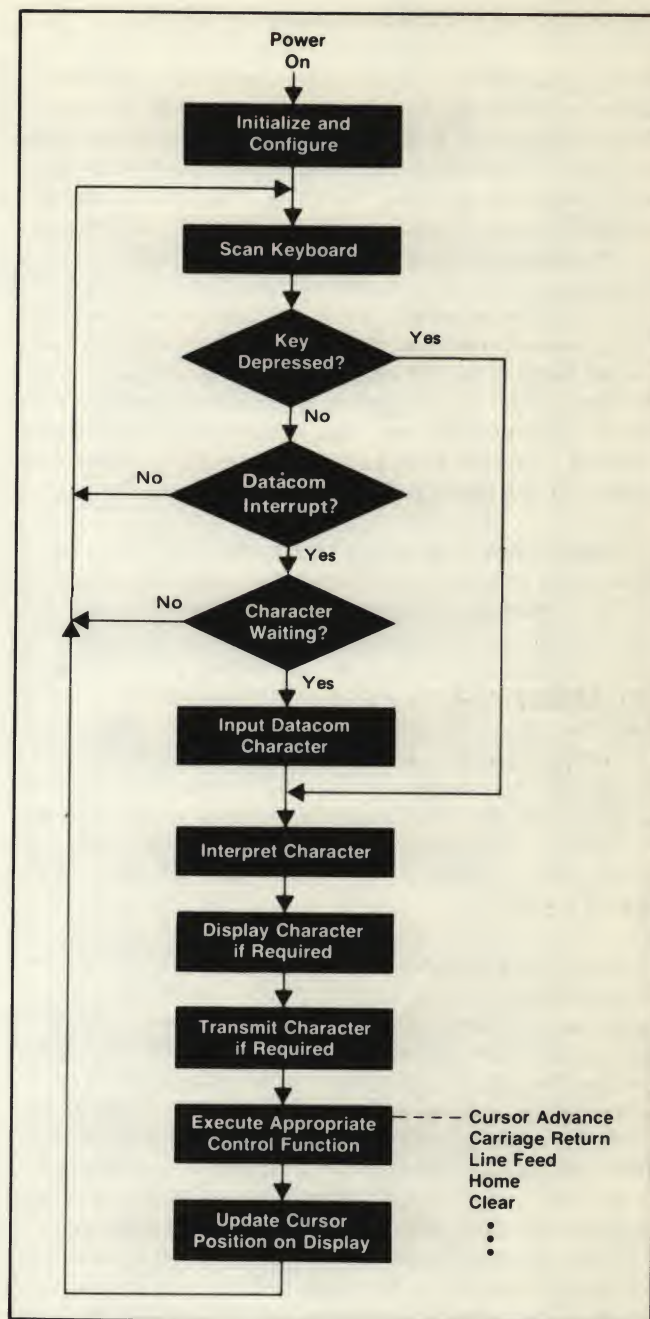 Power
On
Initialize and
Configure
Scan Keyboard
Key
Depressed?
Yes
No
Datacom
Interrupt?
No
Yes
Character
Waiting?
No
Yes
Input Datacom
Character
Interpret Character
Display Character
if Required
Transmit Character
if Required
Execute Appropriate
Control Function
Cursor Advance
Carriage Return
Line Feed
Home
Clear
Update Cursor
Position on Display